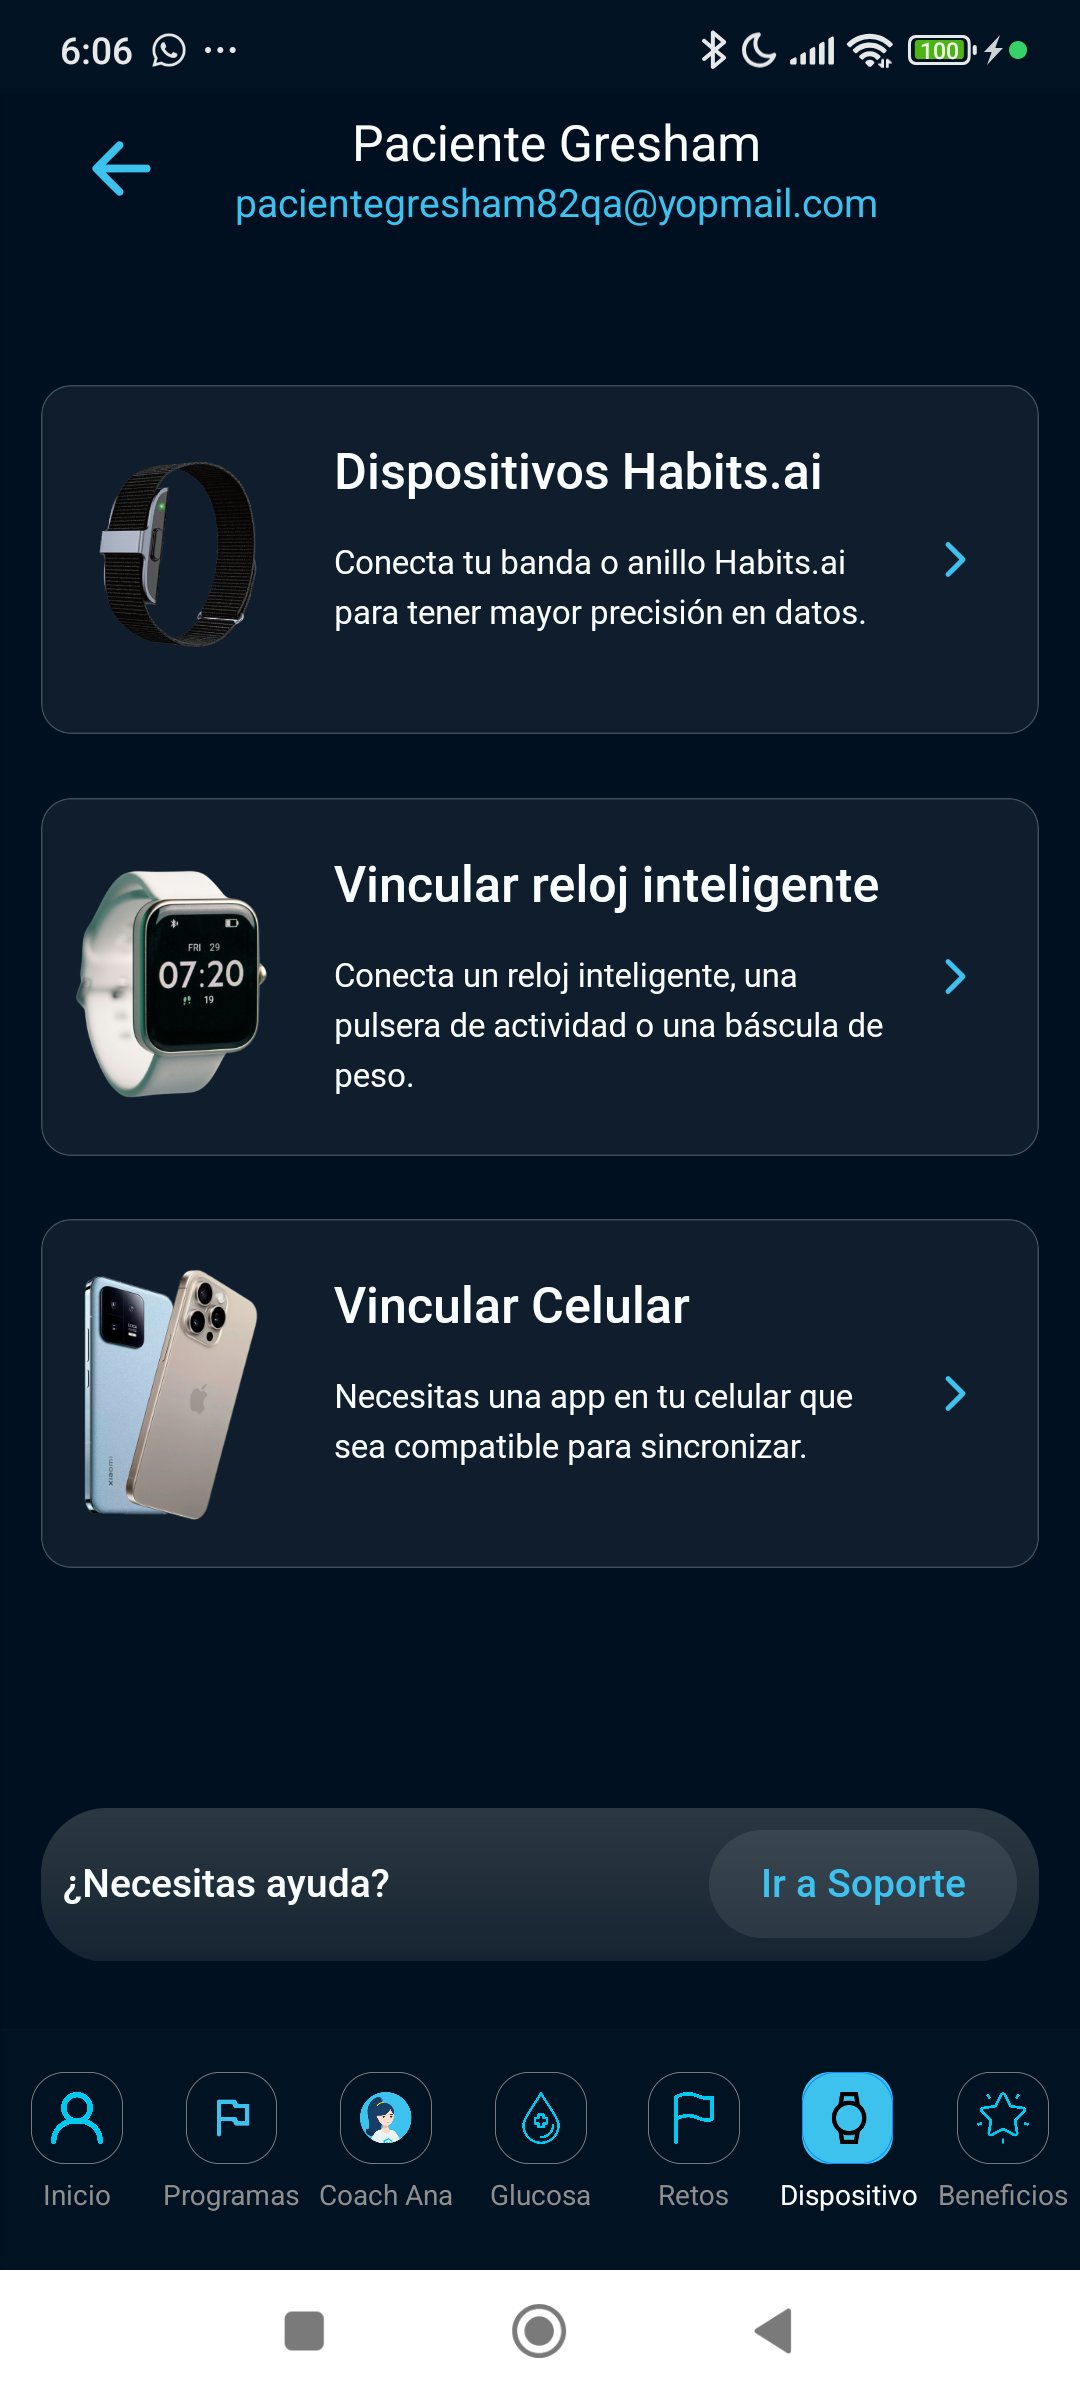 6:06
100
Paciente Gresham
pacientegresham82qa@yopmail.com
Dispositivos Habits.ai
Conecta tu banda o anillo Habits.ai
para tener mayor precisión en datos.
FRI 29
07:20
19
Vincular reloj inteligente
Conecta un reloj inteligente, una
pulsera de actividad o una báscula de
peso.
xiaomi
Vincular Celular
Necesitas una app en tu celular que
sea compatible para sincronizar.
¿Necesitas ayuda?
Ir a Soporte
Inicio
Programas
Coach Ana
Glucosa
Retos
Dispositivo
Beneficios